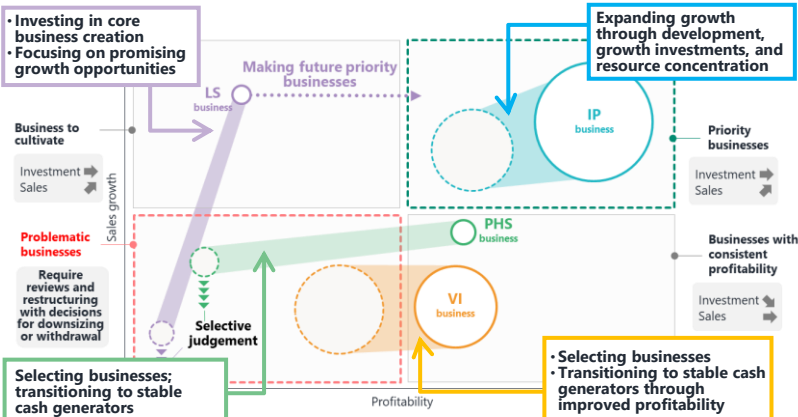 • Investing in core
business creation
• Focusing on promising
growth opportunities
Expanding growth
through development,
growth investments, and
resource concentration
Making future priority
businesses
LS
business
IP
business
Business to
cultivate
Investment
Sales
Priority
businesses
Investment
Sales
Sales growth
Problematic
businesses
Require
reviews and
restructuring
with decisions
for downsizing
or withdrawal
PHS
business
Businesses with
consistent
profitability
Investment
Sales
VI
business
Selective
judgement
Selecting businesses;
transitioning to stable
cash generators
• Selecting businesses
• Transitioning to stable cash
generators through
improved profitability
Profitability